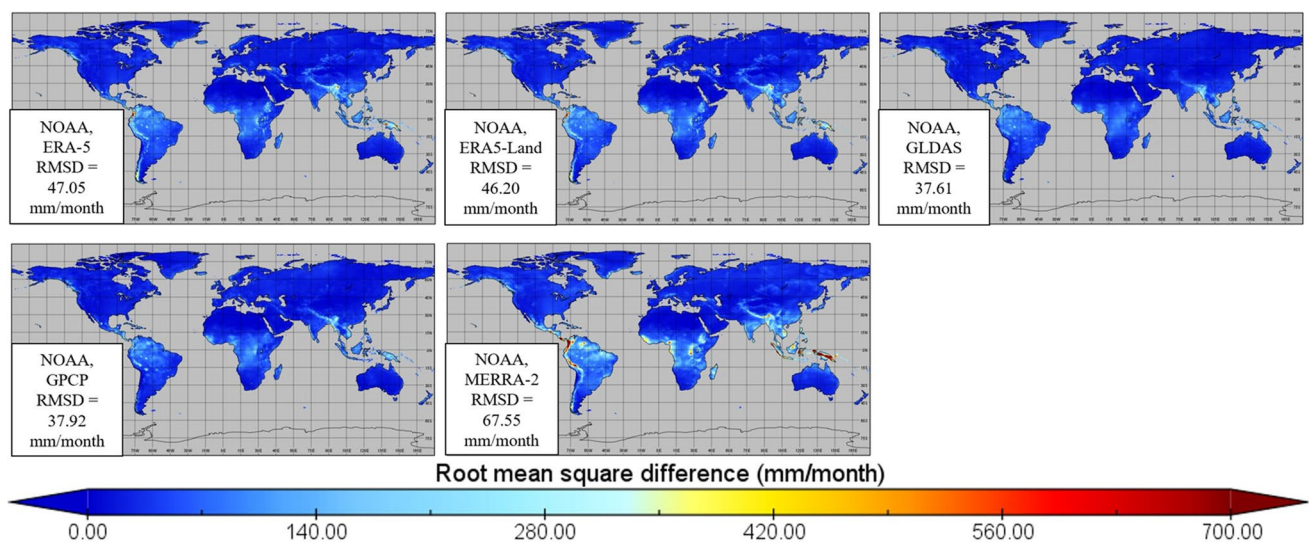 NOAA,
ERA-5
RMSD =
47.05
mm/month
NOAA,
ERA5-Land
RMSD =
46.20
mm/month
NOAA,
GLDAS
RMSD =
37.61
mm/month
NOAA,
GPCP
RMSD =
37.92
mm/month
NOAA,
MERRA-2
RMSD =
67.55
mm/month
Root mean square difference (mm/month)
0.00 140.00 280.00 420.00 560.00 700.00